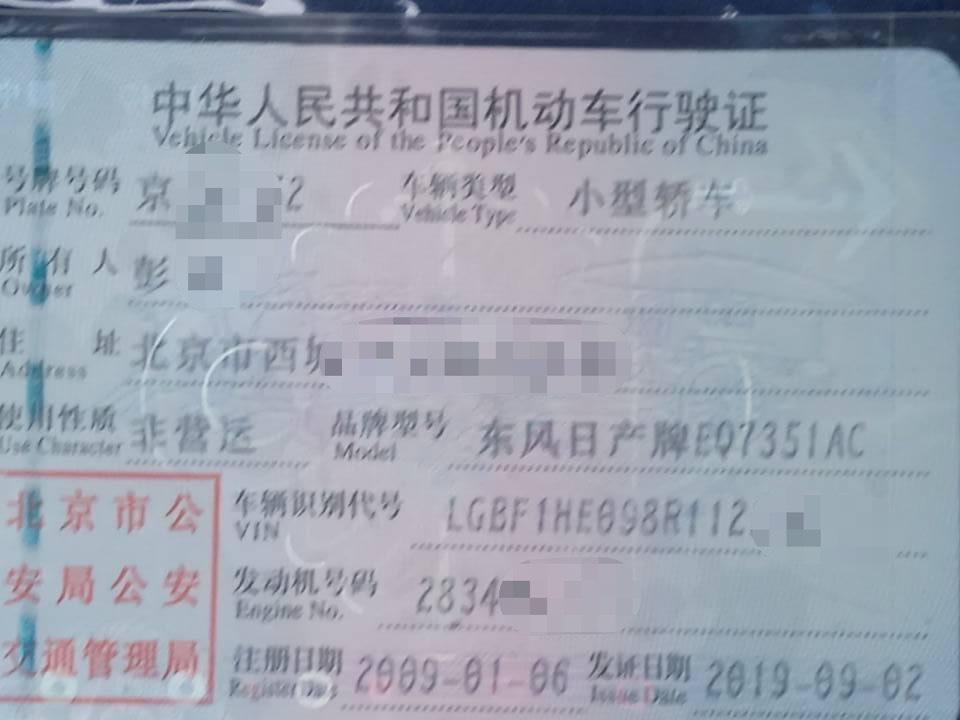 中华人民共和国机动车行驶证
Vehicle License of the People's Republic of China
号牌号码 京 2 车辆类型 小型轿车
Plate No. Vehicle Type
所有人 彭
Owner
住址 北京市西城
Address
使用性质 非营运 品牌型号 东风日产牌EQ7351AC
Use Character Model
北京市公 车辆识别代号 LGBF1HE098R112
VIN
安局公安 发动机号码 2834
Engine No.
交通管理局 注册日期 2009-01-06 发证日期 2019-09-02
Register Date Issue Date